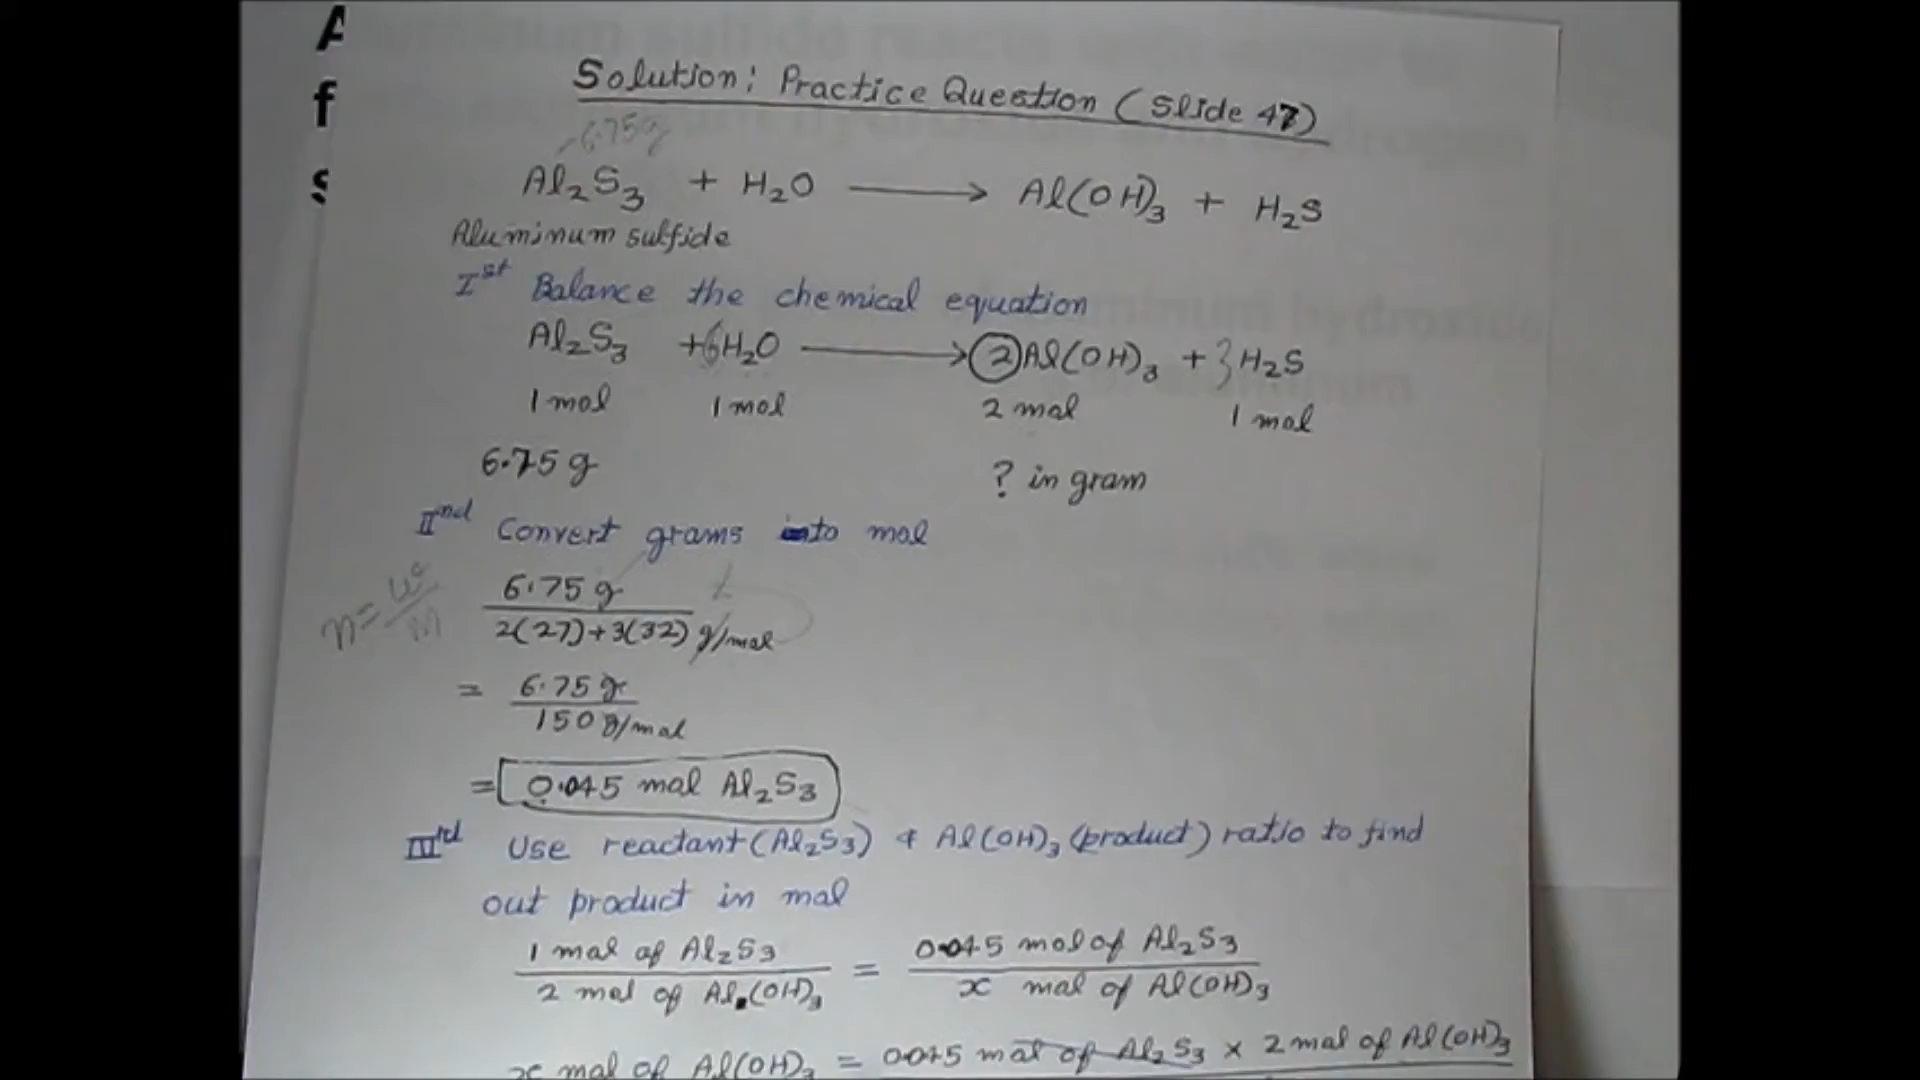 A
f
s
Solution: Practice Question (Slide 47)
6.75g
Al₂S₃ + H₂O ⟶ Al(OH)₃ + H₂S
Aluminum sulfide
Iˢᵗ Balance the chemical equation
Al₂S₃ + 6H₂O ⟶ 2Al(OH)₃ + 3H₂S
1 mol 1 mol 2 mol 1 mol
6.75 g ? in gram
IIⁿᵈ Convert grams into mol
n = w/M
6.75 g
2(27)+3(32) g/mol
= 6.75 g
150 g/mol
= 0.045 mol Al₂S₃
IIIʳᵈ Use reactant (Al₂S₃) & Al(OH)₃ (product) ratio to find
out product in mol
1 mol of Al₂S₃ = 0.045 mol of Al₂S₃
2 mol of Al(OH)₃ x mol of Al(OH)₃
x mol of Al(OH)₃ = 0.045 mol of Al₂S₃ × 2 mol of Al(OH)₃